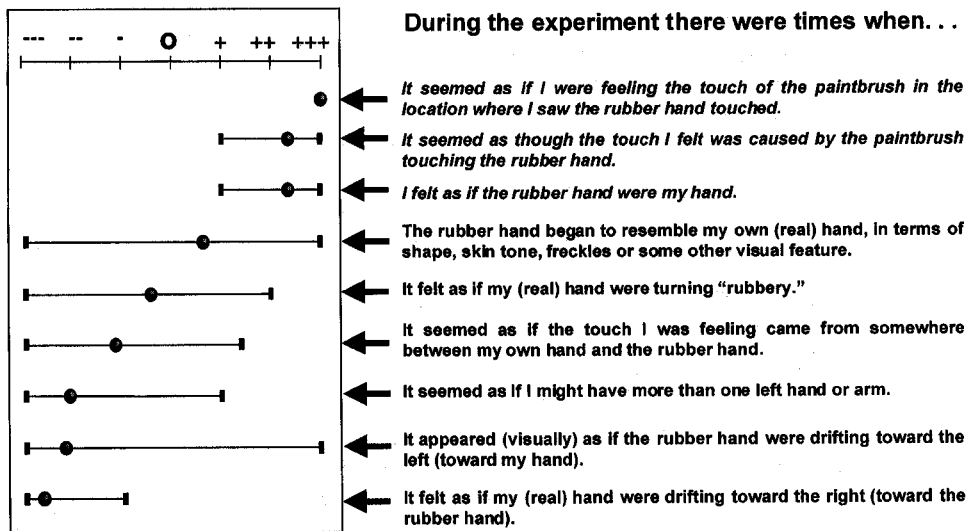 During the experiment there were times when. . .
--- -- - O + ++ +++
It seemed as if I were feeling the touch of the paintbrush in the
location where I saw the rubber hand touched.
It seemed as though the touch I felt was caused by the paintbrush
touching the rubber hand.
I felt as if the rubber hand were my hand.
The rubber hand began to resemble my own (real) hand, in terms of
shape, skin tone, freckles or some other visual feature.
It felt as if my (real) hand were turning “rubbery.”
It seemed as if the touch I was feeling came from somewhere
between my own hand and the rubber hand.
It seemed as if I might have more than one left hand or arm.
It appeared (visually) as if the rubber hand were drifting toward the
left (toward my hand).
It felt as if my (real) hand were drifting toward the right (toward the
rubber hand).